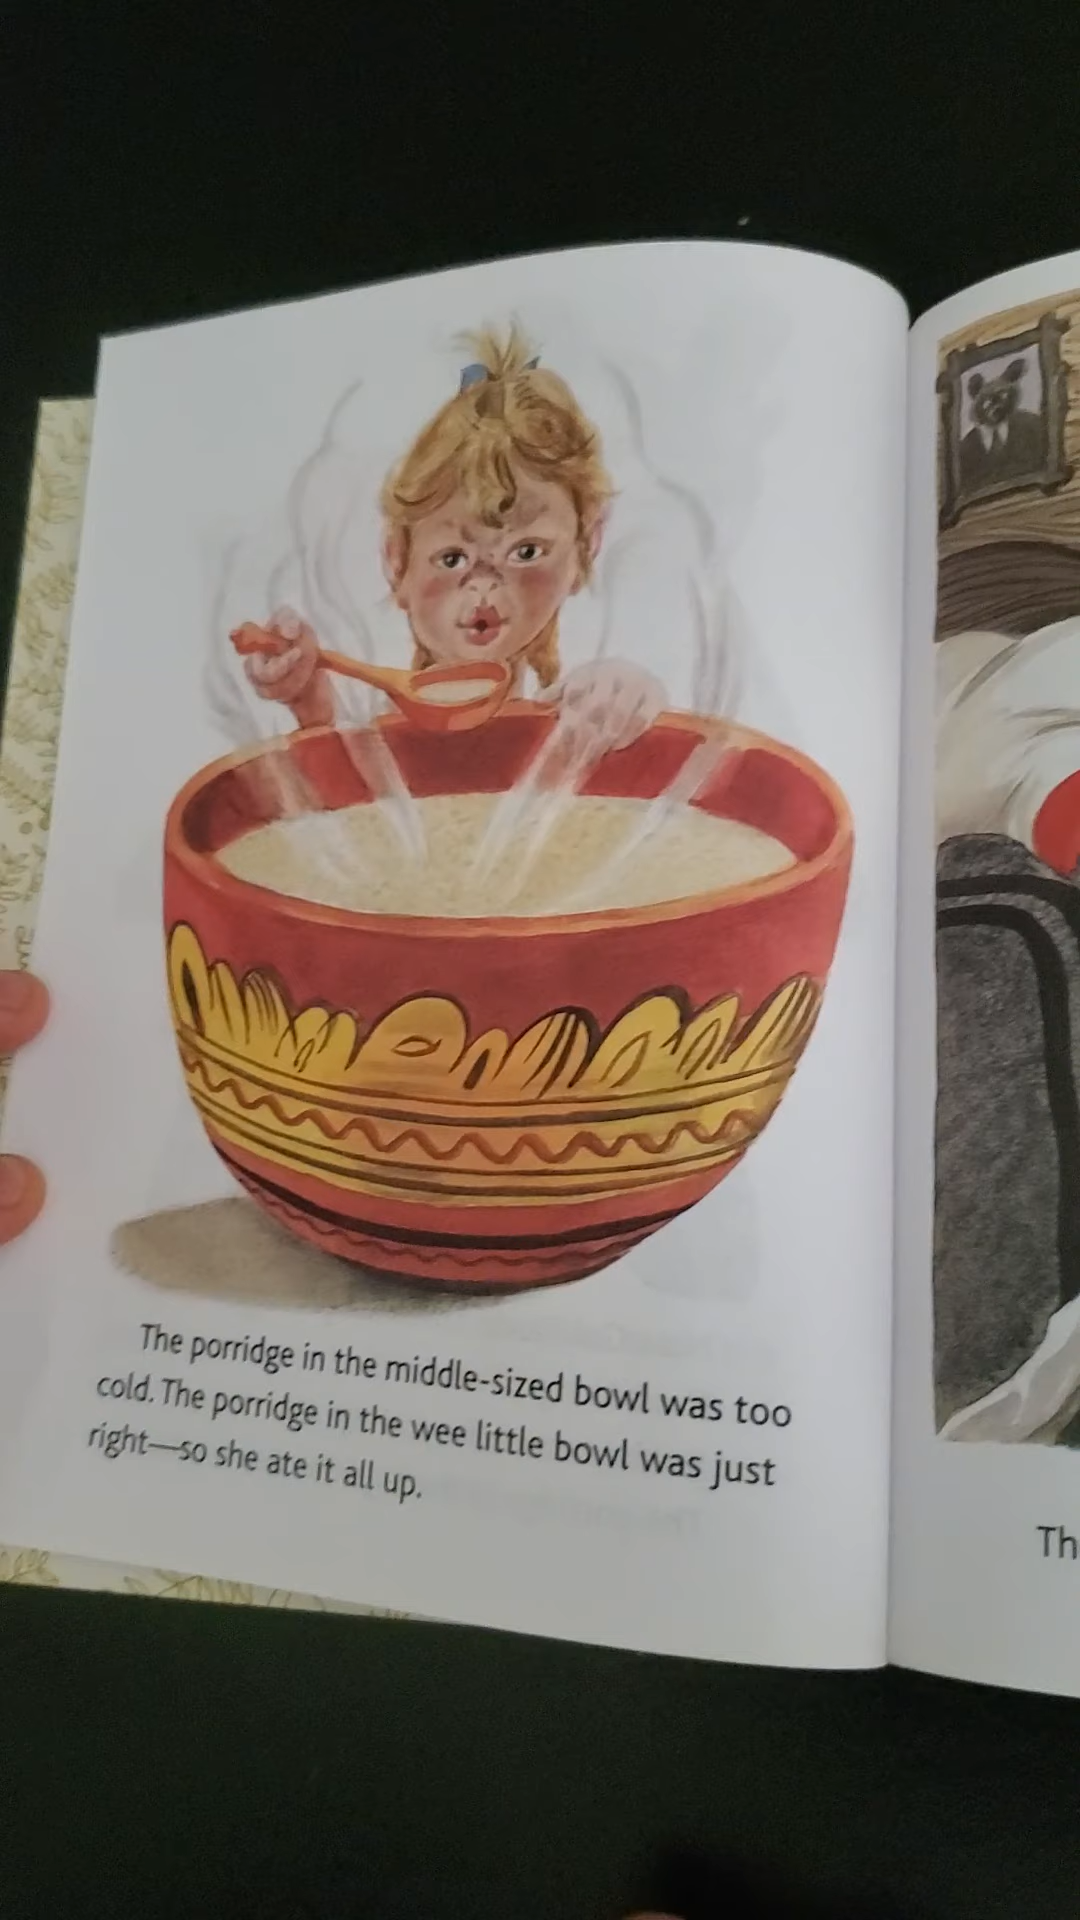 The porridge in the middle-sized bowl was too
cold. The porridge in the wee little bowl was just
right—so she ate it all up.
Th